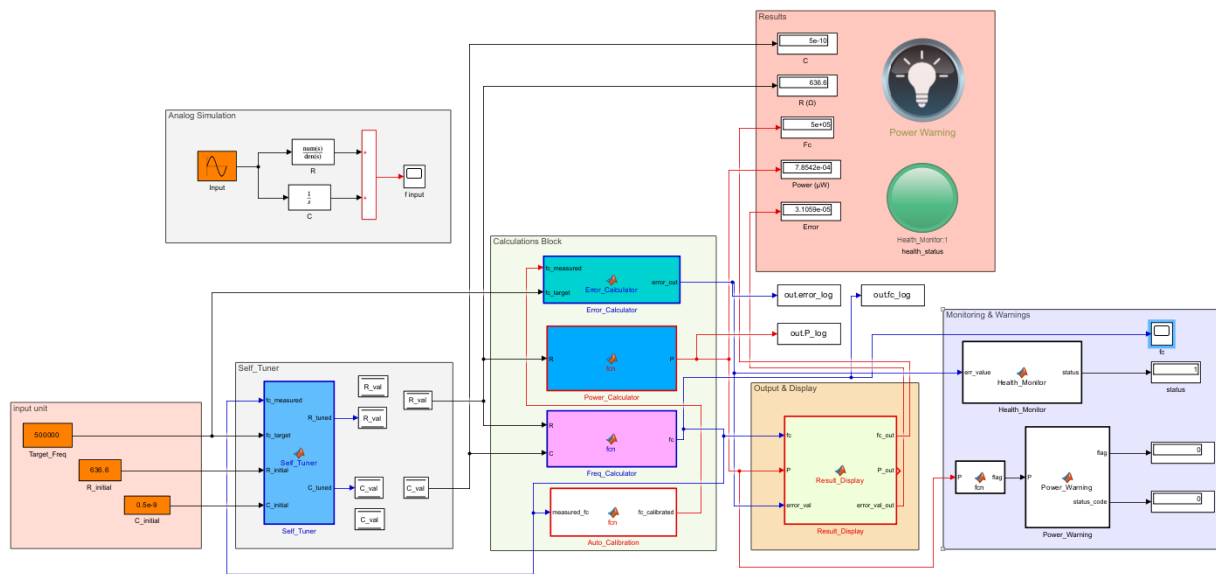 Results
5e-10
C
636.6
R (Ω)
5e+05
Fc
7.8542e-04
Power (μW)
3.1059e-05
Error
Power Warning
Health_Monitor:1
health_status
Analog Simulation
Input
num(s)
den(s)
R
1
s
C
+
+
f input
Calculations Block
fc_measured
fc_target
Error_Calculator
error_out
Error_Calculator
R
fcn
P
Power_Calculator
R
C
fcn
fc
Freq_Calculator
measured_fc
fcn
fc_calibrated
Auto_Calibration
out.error_log
out.fc_log
out.P_log
input unit
500000
Target_Freq
636.6
R_initial
0.5e-9
C_initial
Self_Tuner
fc_measured
fc_target
R_initial
C_initial
Self_Tuner
R_tuned
C_tuned
Self_Tuner
R_val
R_val
R_val
C_val
C_val
C_val
Output & Display
fc
P
error_val
Result_Display
fc_out
P_out
error_val_out
Result_Display
Monitoring & Warnings
fc
err_value
Health_Monitor
status
Health_Monitor
1
status
P
fcn
flag
P
Power_Warning
flag
status_code
Power_Warning
0
flag
0
status_code